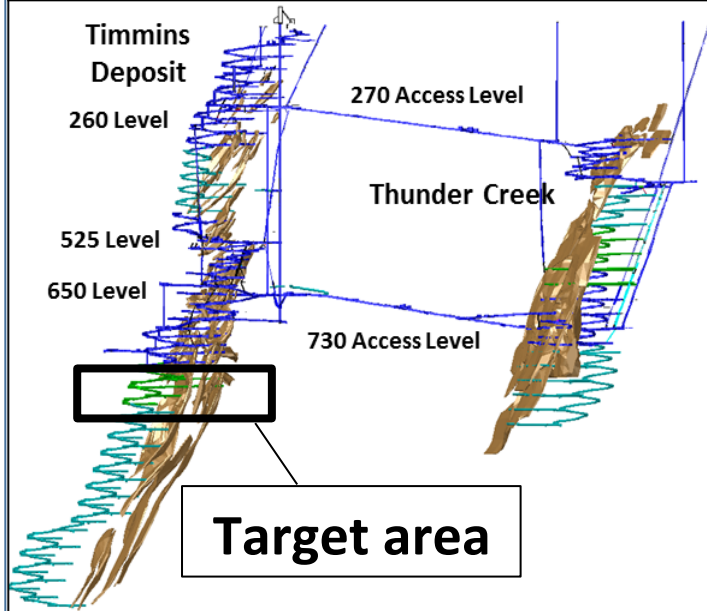 Timmins
Deposit
270 Access Level
260 Level
Thunder Creek
525 Level
650 Level
730 Access Level
Target area